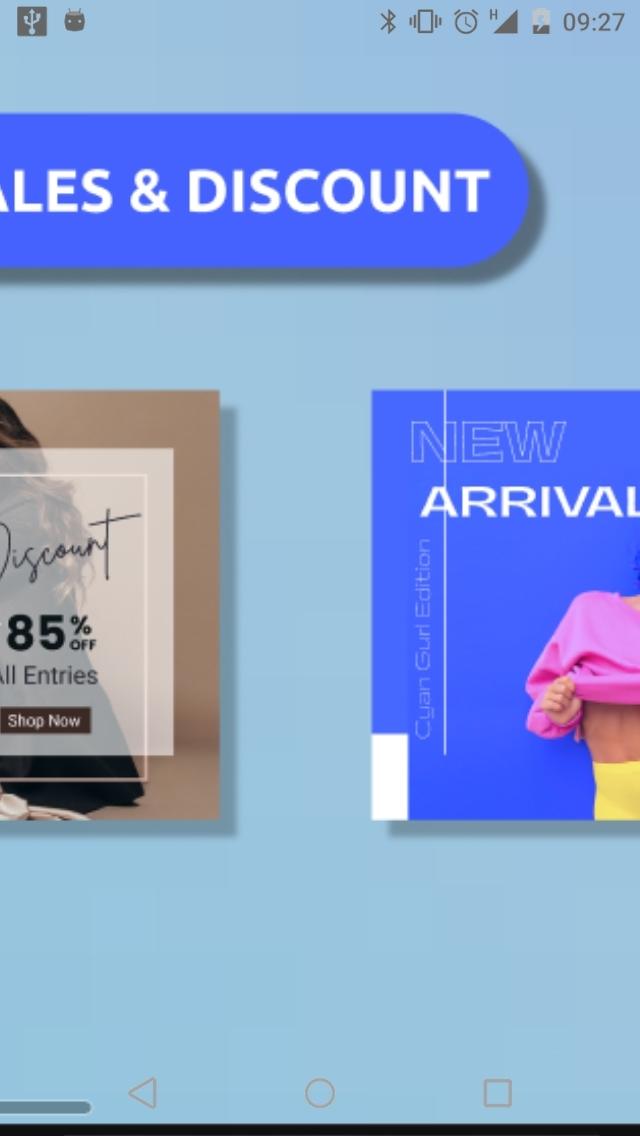 H
09:27
ALES & DISCOUNT
Discount
85% OFF
All Entries
Shop Now
NEW
ARRIVAL
Cyan Gurl Edition